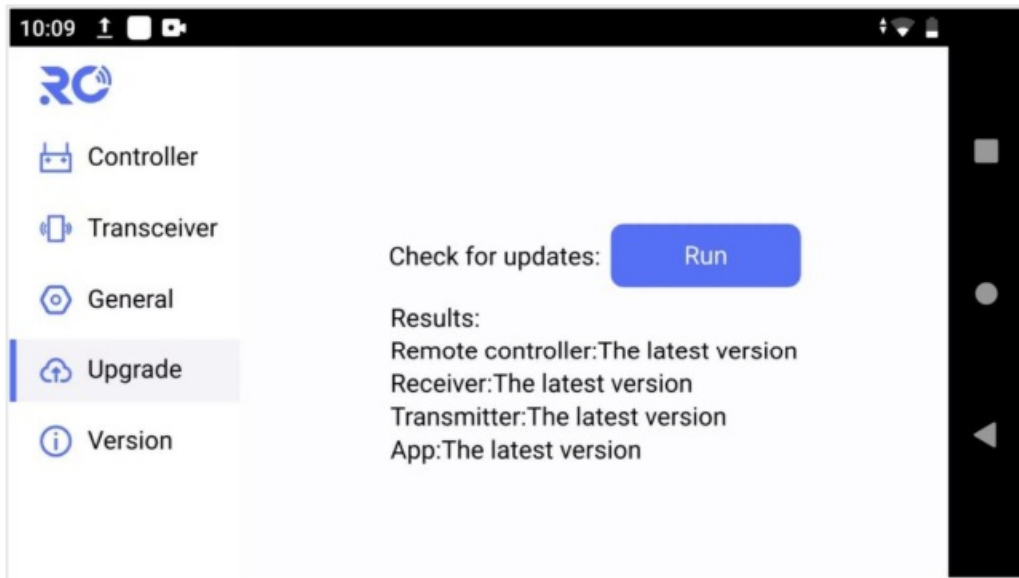 10:09
RC
Controller
Transceiver
General
Upgrade
Version
Check for updates: Run
Results:
Remote controller:The latest version
Receiver:The latest version
Transmitter:The latest version
App:The latest version